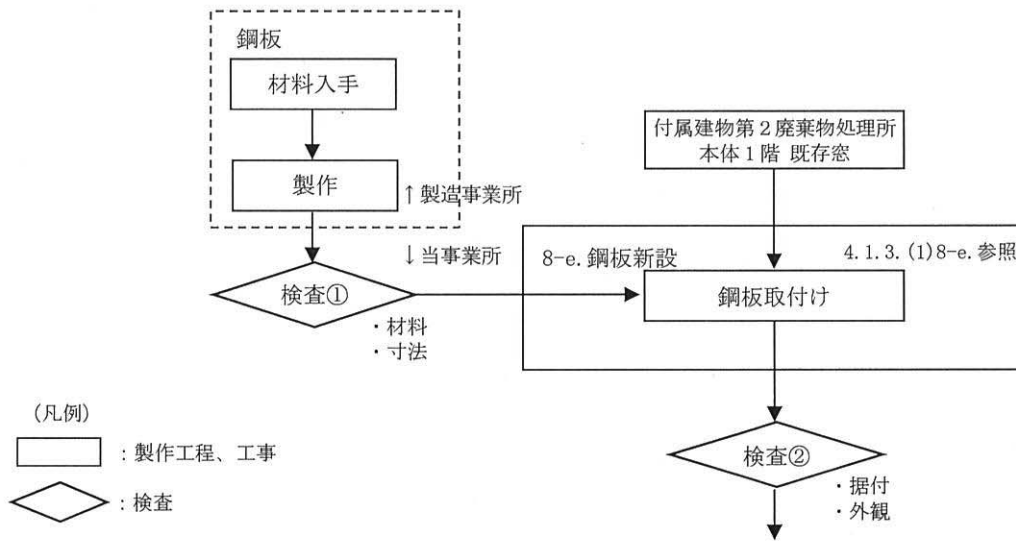 鋼板
材料入手
製作
↑製造事業所
↓当事業所
検査①
・材料
・寸法
付属建物第2廃棄物処理所
本体1階 既存窓
8-e.鋼板新設
4.1.3.(1)8-e.参照
鋼板取付け
検査②
・据付
・外観
(凡例)
:製作工程、工事
:検査